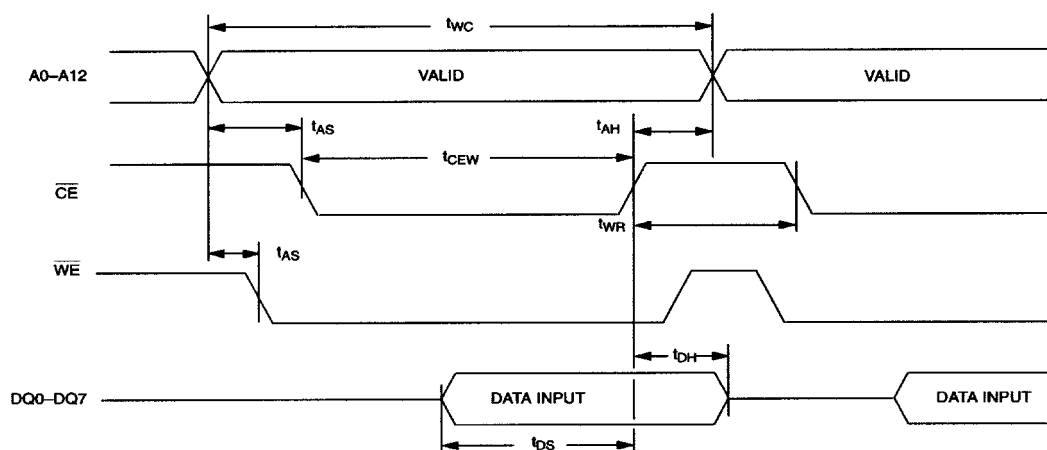 tWC
A0–A12
VALID
VALID
tAS
tAH
tCEW
CE
tWR
tAS
WE
tDH
DQ0–DQ7
DATA INPUT
DATA INPUT
tDS